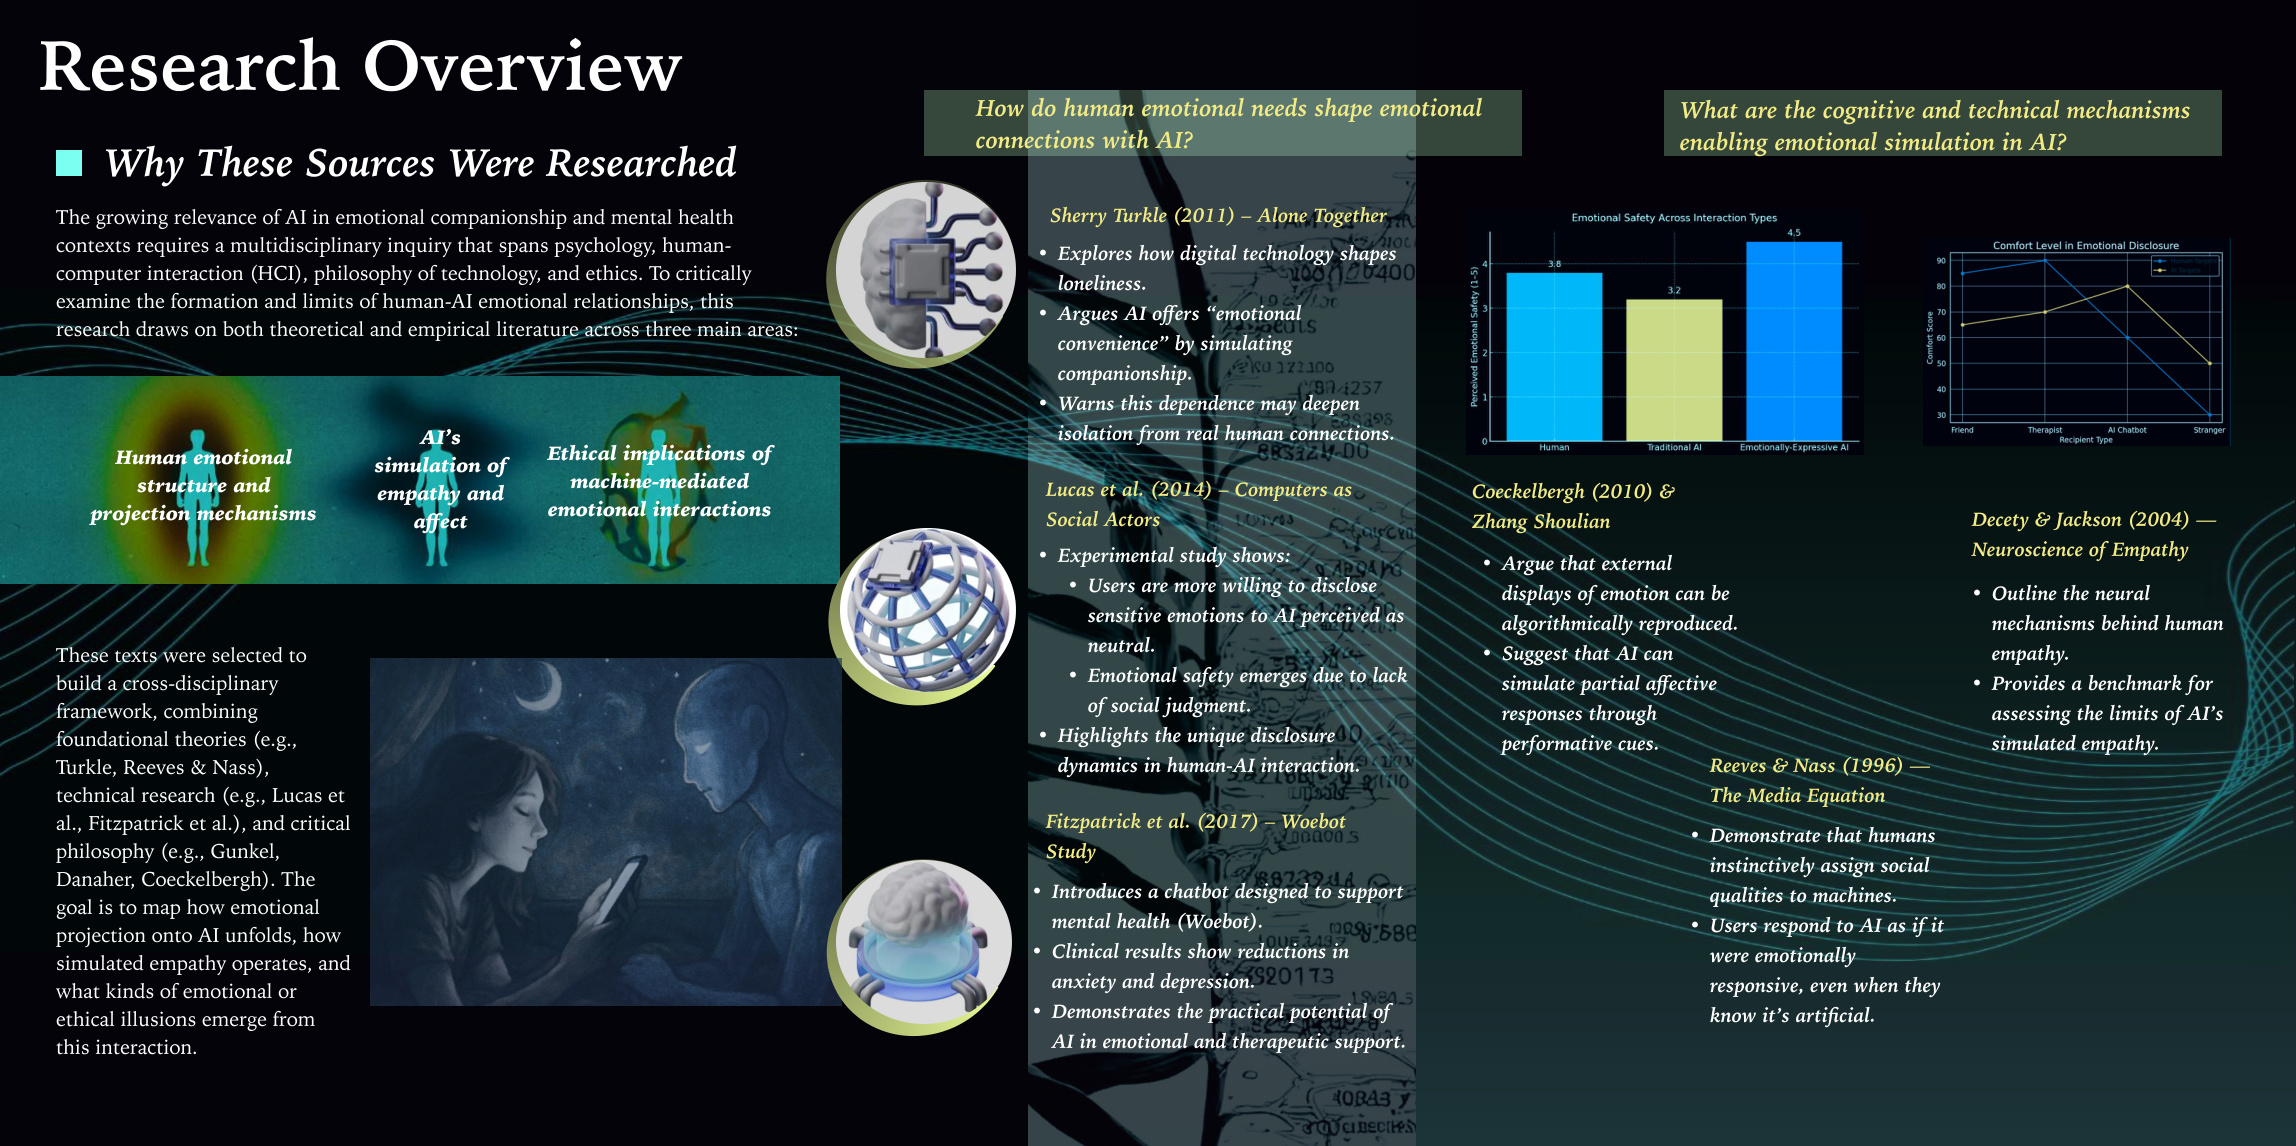 Research Overview
Why These Sources Were Researched
The growing relevance of AI in emotional companionship and mental health
contexts requires a multidisciplinary inquiry that spans psychology, human-
computer interaction (HCI), philosophy of technology, and ethics. To critically
examine the formation and limits of human-AI emotional relationships, this
research draws on both theoretical and empirical literature across three main areas:
Human emotional
structure and
projection mechanisms
AI's
simulation of
empathy and
affect
Ethical implications of
machine-mediated
emotional interactions
These texts were selected to
build a cross-disciplinary
framework, combining
foundational theories (e.g.,
Turkle, Reeves & Nass),
technical research (e.g., Lucas et
al., Fitzpatrick et al.), and critical
philosophy (e.g., Gunkel,
Danaher, Coeckelbergh). The
goal is to map how emotional
projection onto AI unfolds, how
simulated empathy operates, and
what kinds of emotional or
ethical illusions emerge from
this interaction.
How do human emotional needs shape emotional
connections with AI?
Sherry Turkle (2011) – Alone Together
• Explores how digital technology shapes
loneliness.
• Argues AI offers “emotional
convenience” by simulating
companionship.
• Warns this dependence may deepen
isolation from real human connections.
Lucas et al. (2014) – Computers as
Social Actors
• Experimental study shows:
• Users are more willing to disclose
sensitive emotions to AI perceived as
neutral.
• Emotional safety emerges due to lack
of social judgment.
• Highlights the unique disclosure
dynamics in human-AI interaction.
Fitzpatrick et al. (2017) – Woebot
Study
• Introduces a chatbot designed to support
mental health (Woebot).
• Clinical results show reductions in
anxiety and depression.
• Demonstrates the practical potential of
AI in emotional and therapeutic support.
What are the cognitive and technical mechanisms
enabling emotional simulation in AI?
Emotional Safety Across Interaction Types
Perceived Emotional Safety (1-5)
4
3
2
1
0
3.8
3.2
4.5
Human
Traditional AI
Emotionally-Expressive AI
Comfort Level in Emotional Disclosure
Comfort Score
90
80
70
60
50
40
30
Friend
Therapist
AI Chatbot
Stranger
Recipient Type
Coeckelbergh (2010) &
Zhang Shoulian
• Argue that external
displays of emotion can be
algorithmically reproduced.
• Suggest that AI can
simulate partial affective
responses through
performative cues.
Decety & Jackson (2004) —
Neuroscience of Empathy
• Outline the neural
mechanisms behind human
empathy.
• Provides a benchmark for
assessing the limits of AI’s
simulated empathy.
Reeves & Nass (1996) —
The Media Equation
• Demonstrate that humans
instinctively assign social
qualities to machines.
• Users respond to AI as if it
were emotionally
responsive, even when they
know it’s artificial.